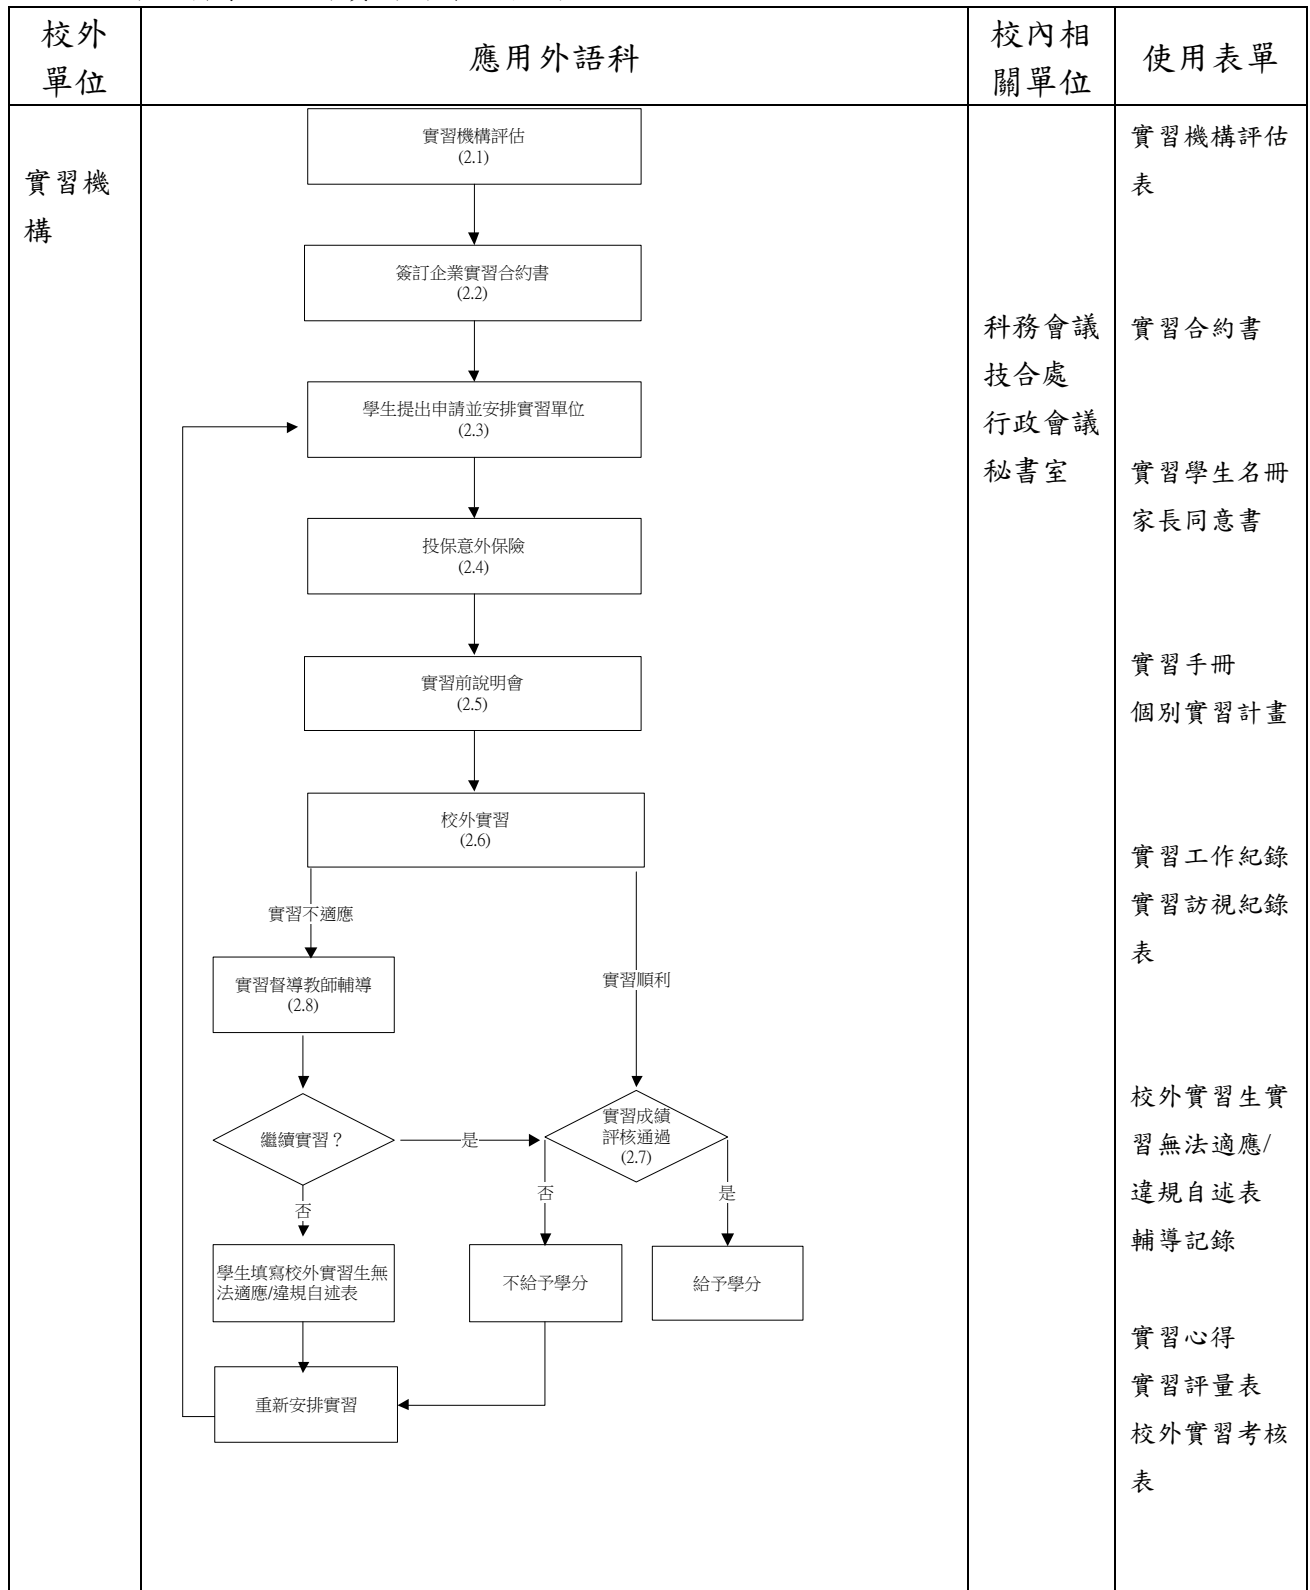 校外
單位
應用外語科
校內相
關單位
使用表單
實習機
構
實習機構評估
(2.1)
簽訂企業實習合約書
(2.2)
學生提出申請並安排實習單位
(2.3)
投保意外保險
(2.4)
實習前說明會
(2.5)
校外實習
(2.6)
實習不適應
實習順利
實習督導教師輔導
(2.8)
繼續實習？
是
實習成績
評核通過
(2.7)
否
否
是
學生填寫校外實習生無
法適應/違規自述表
不給予學分
給予學分
重新安排實習
科務會議
技合處
行政會議
秘書室
實習機構評估
表
實習合約書
實習學生名冊
家長同意書
實習手冊
個別實習計畫
實習工作紀錄
實習訪視紀錄
表
校外實習生實
習無法適應/
違規自述表
輔導記錄
實習心得
實習評量表
校外實習考核
表